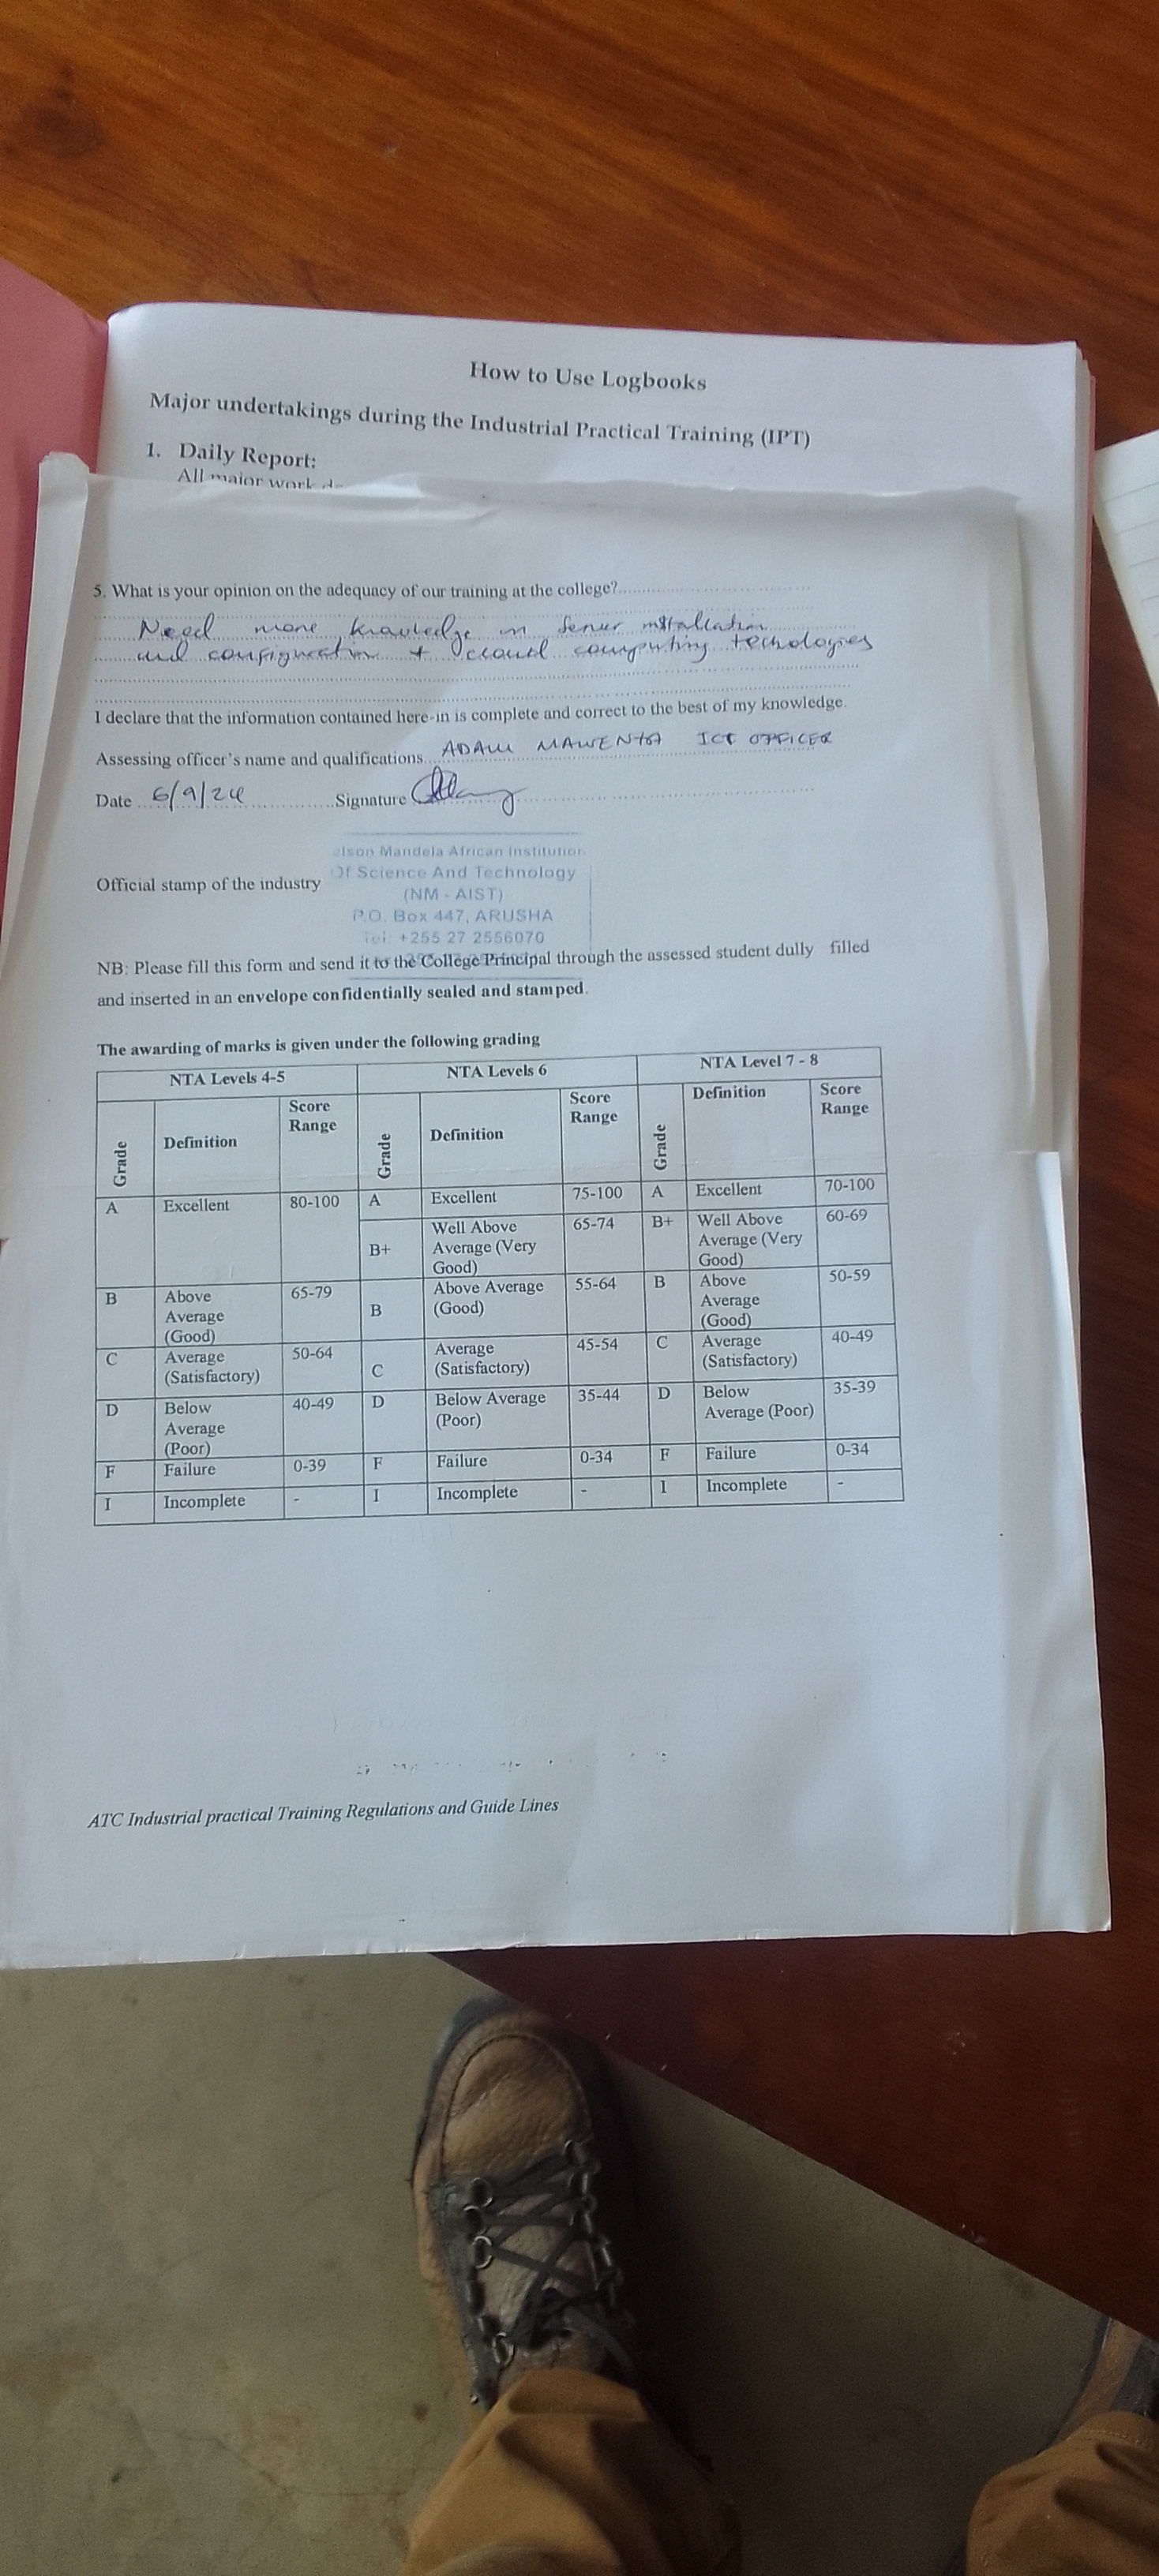 How to Use Logbooks
Major undertakings during the Industrial Practical Training (IPT)
1. Daily Report:
All major work
5. What is your opinion on the adequacy of our training at the college?
Need more knowledge on server installation
and configuration + cloud computing technologies
I declare that the information contained here-in is complete and correct to the best of my knowledge.
Assessing officer's name and qualifications ADAM MAWENYA ICT OFFICER
Date 6/9/24 Signature
elson Mandela African Institution
Of Science And Technology
Official stamp of the industry
(NM - AIST)
P.O. Box 447, ARUSHA
Tel: +255 27 2556070
NB: Please fill this form and send it to the College Principal through the assessed student dully filled
and inserted in an envelope confidentially sealed and stamped.
The awarding of marks is given under the following grading
NTA Levels 4-5 NTA Levels 6 NTA Level 7 - 8
Grade Definition Score Range Grade Definition Score Range Grade Definition Score Range
A Excellent 80-100 A Excellent 75-100 A Excellent 70-100
B+ Well Above Average (Very Good) 65-74 B+ Well Above Average (Very Good) 60-69
B Above Average (Good) 65-79 B Above Average (Good) 55-64 B Above Average (Good) 50-59
C Average (Satisfactory) 50-64 C Average (Satisfactory) 45-54 C Average (Satisfactory) 40-49
D Below Average (Poor) 40-49 D Below Average (Poor) 35-44 D Below Average (Poor) 35-39
F Failure 0-39 F Failure 0-34 F Failure 0-34
I Incomplete - I Incomplete - I Incomplete -
ATC Industrial practical Training Regulations and Guide Lines